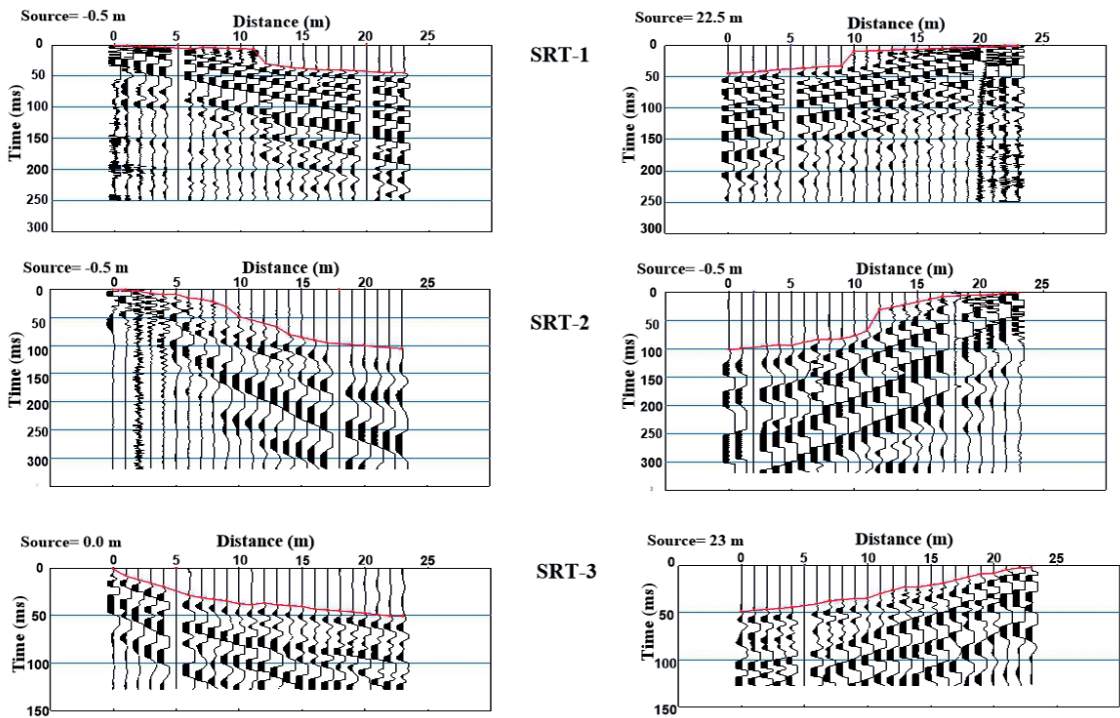 Source= -0.5 m
Distance (m)
0 5 10 15 20 25
0
50
100
150
200
250
300
Time (ms)
SRT-1
Source= 22.5 m
Distance (m)
0 5 10 15 20 25
0
50
100
150
200
250
300
Time (ms)
Source= -0.5 m
Distance (m)
0 5 10 15 20 25
0
50
100
140
200
250
300
Time (ms)
SRT-2
Source= -0.5 m
Distance (m)
0 5 10 15 20 25
0
50
100
150
200
250
300
Time (ms)
Source= 0.0 m
Distance (m)
0 5 10 15 20 25
0
50
100
150
Time (ms)
SRT-3
Source= 23 m
Distance (m)
0 5 10 15 20 25
0
50
100
150
Time (ms)